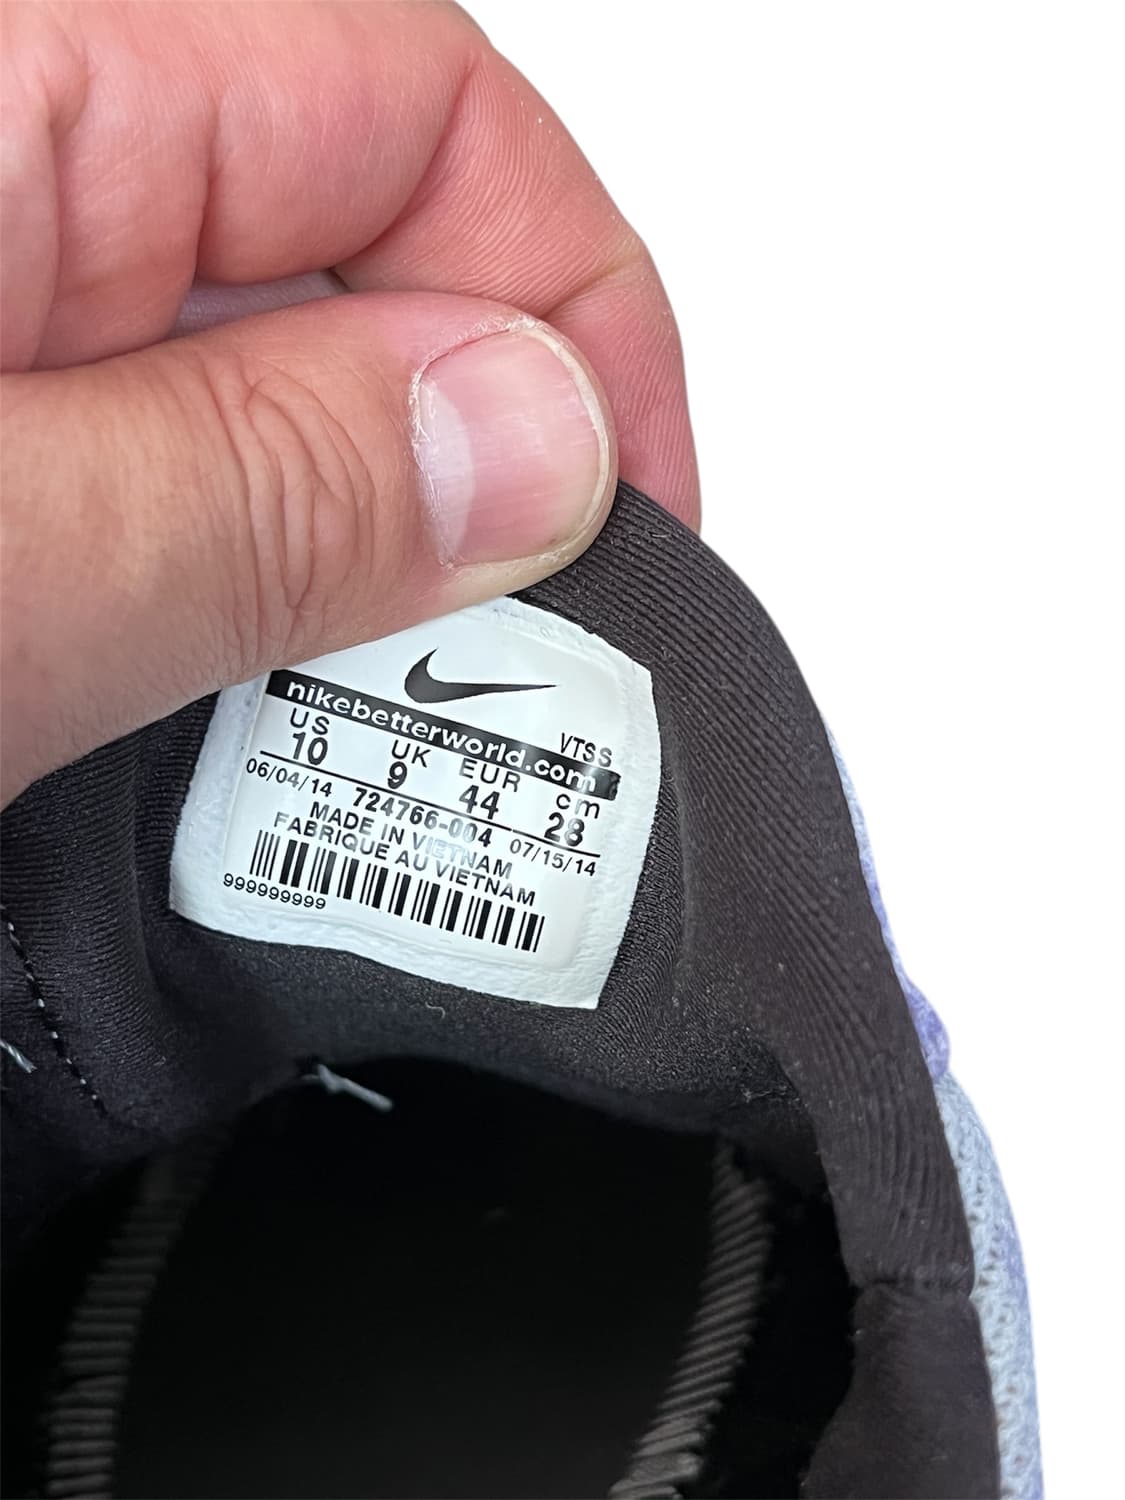 nikebetterworld.com
VTSS
US UK EUR cm
10 9 44 28
06/04/14 724766-004 07/15/14
MADE IN VIETNAM
FABRIQUE AU VIETNAM
999999999